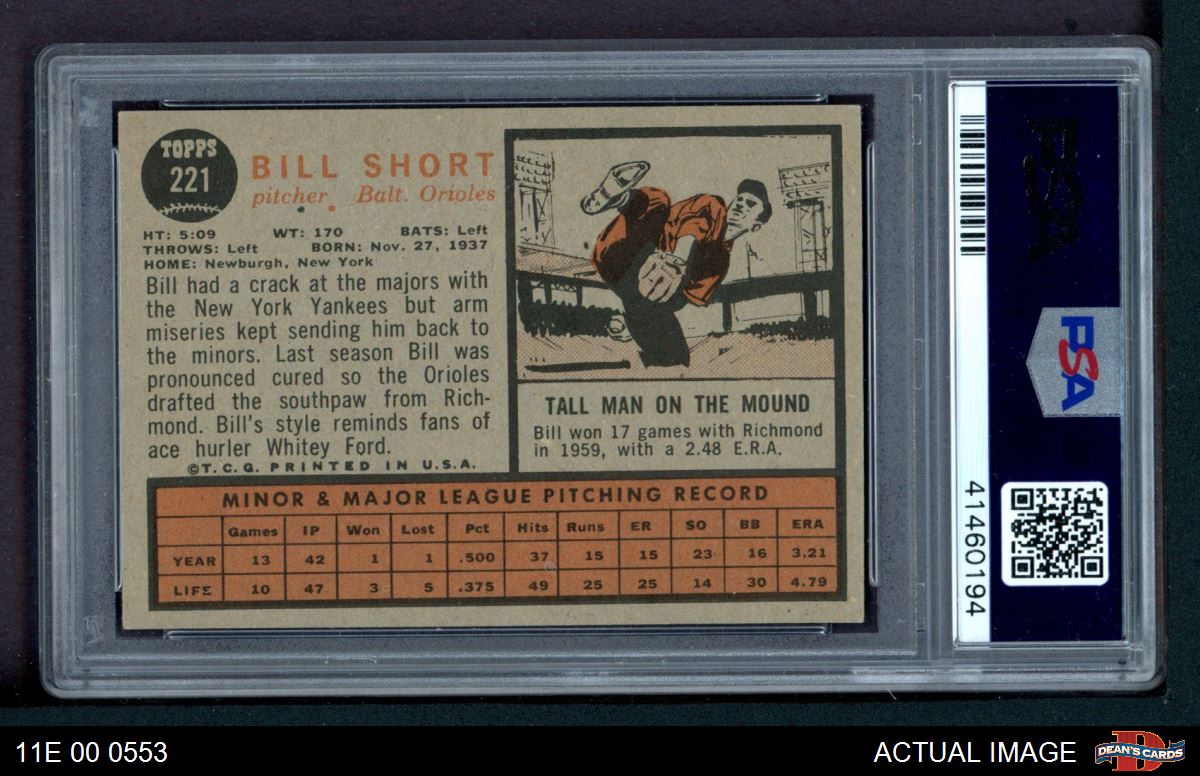 TOPPS
221
BILL SHORT
pitcher, Balt. Orioles
HT: 5:09 WT: 170 BATS: Left
THROWS: Left BORN: Nov. 27, 1937
HOME: Newburgh, New York
Bill had a crack at the majors with
the New York Yankees but arm
miseries kept sending him back to
the minors. Last season Bill was
pronounced cured so the Orioles
drafted the southpaw from Rich-
mond. Bill's style reminds fans of
ace hurler Whitey Ford.
©T.C.G. PRINTED IN U.S.A.
TALL MAN ON THE MOUND
Bill won 17 games with Richmond
in 1959, with a 2.48 E.R.A.
MINOR & MAJOR LEAGUE PITCHING RECORD
Games IP Won Lost Pct Hits Runs ER SO BB ERA
YEAR 13 42 1 1 .500 37 15 15 23 16 3.21
LIFE 10 47 3 5 .375 49 25 25 14 30 4.79
PSA
PSA
41460194
11E 00 0553
ACTUAL IMAGE
DEAN'S CARDS